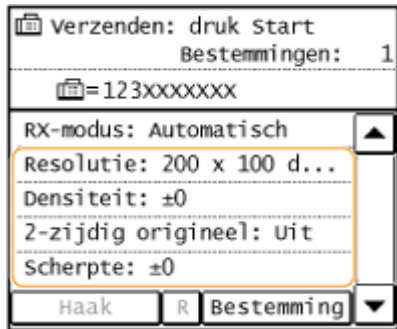 Verzenden: druk Start
Bestemmingen: 1
=123xxxxxxx
RX-modus: Automatisch
Resolutie: 200 x 100 d...
Densiteit: ±0
2-zijdig origineel: Uit
Scherpte: ±0
Haak R Bestemming